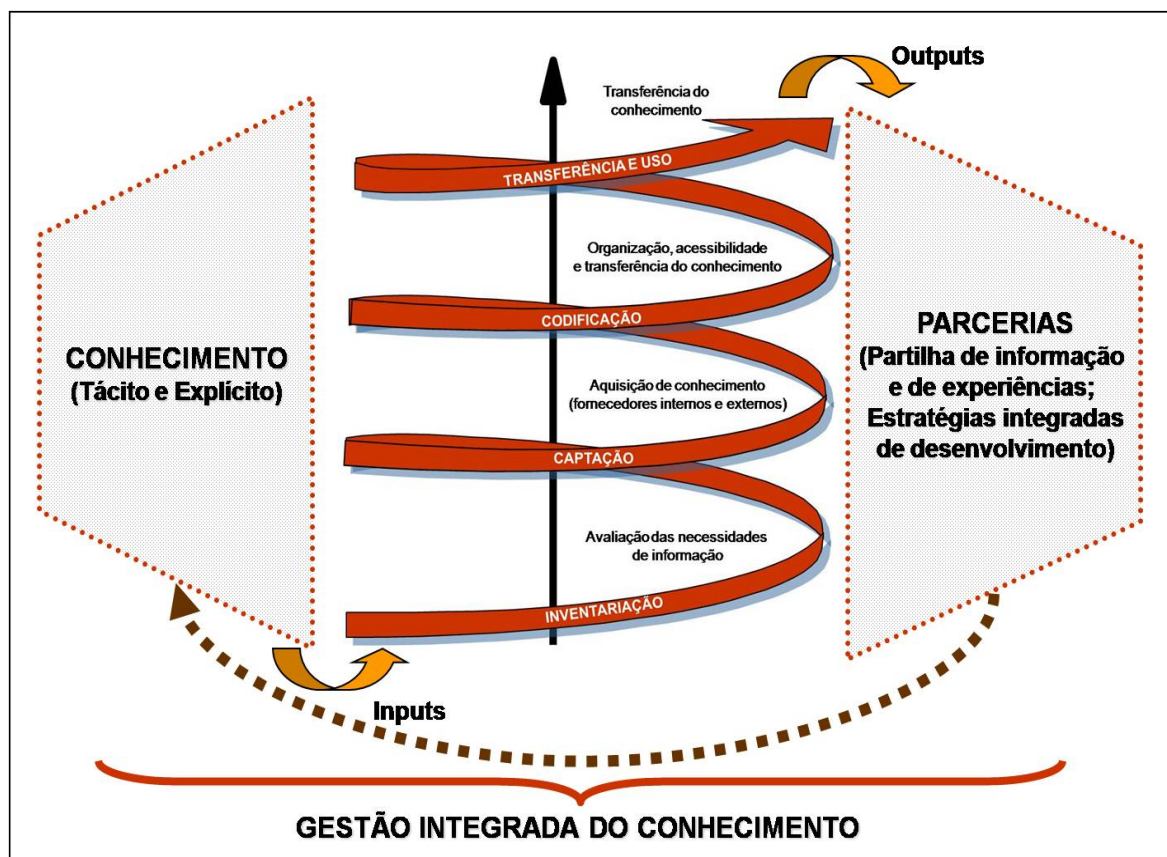 Outputs
Transferência do
conhecimento
TRANSFERÊNCIA E USO
Organização, acessibilidade
e transferência do conhecimento
CODIFICAÇÃO
CONHECIMENTO
(Tácito e Explícito)
PARCERIAS
(Partilha de informação
e de experiências;
Estratégias integradas
de desenvolvimento)
Aquisição de conhecimento
(fornecedores internos e externos)
CAPTAÇÃO
Avaliação das necessidades
de informação
INVENTARIAÇÃO
Inputs
GESTÃO INTEGRADA DO CONHECIMENTO